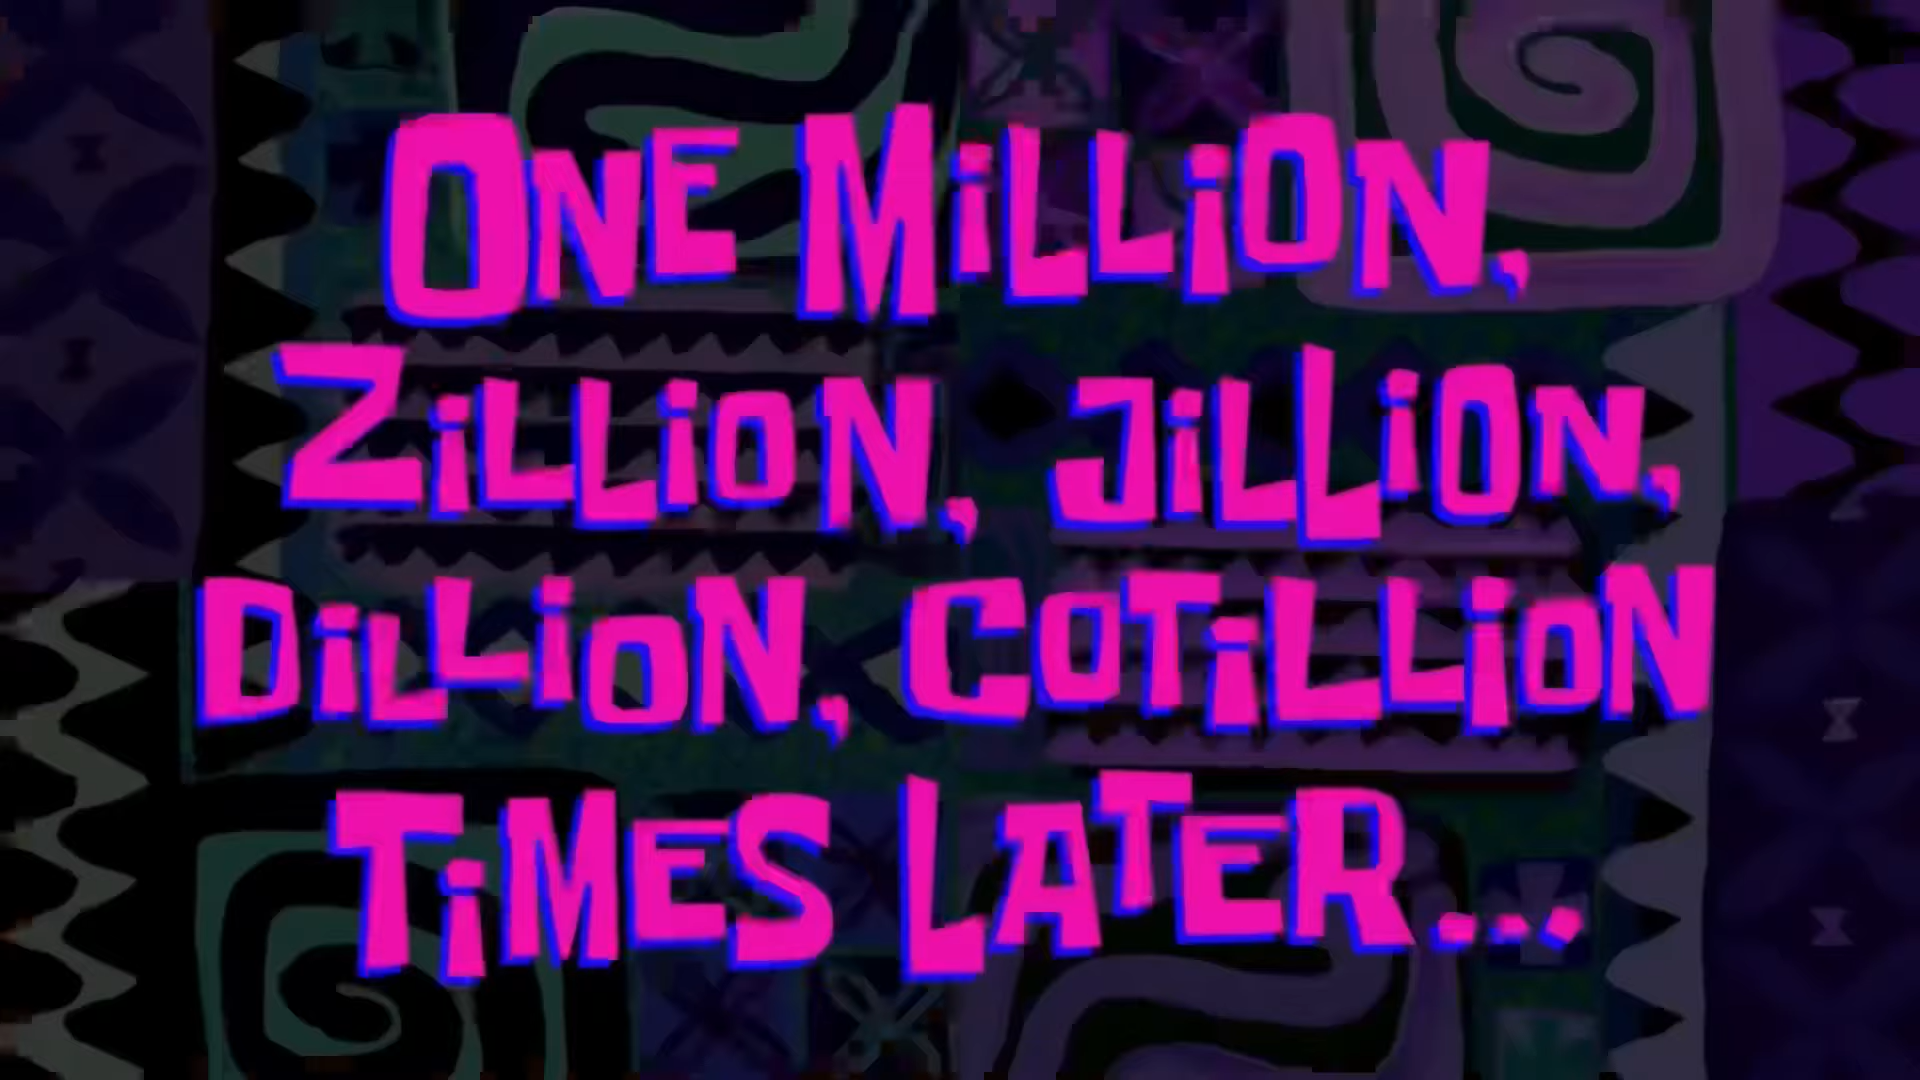 One Million,
Zillion, Jillion,
Dillion, Cotillion
Times Later...